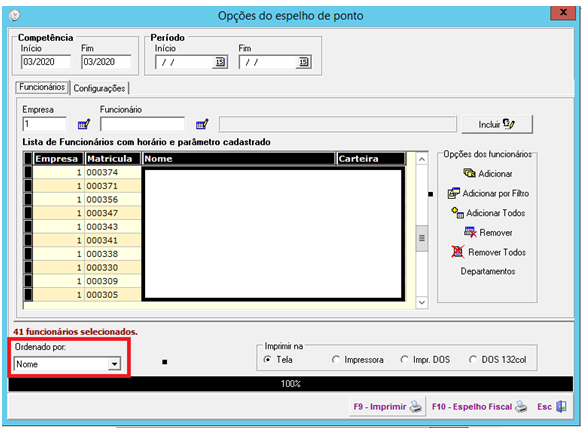 Opções do espelho de ponto
x
Competência
Período
Início Fim
Início Fim
03/2020 03/2020
/ / 15 / / 15
Funcionários Configurações
Empresa Funcionário
1
Incluir
Lista de Funcionários com horário e parâmetro cadastrado
Empresa Matrícula Nome Carteira
1 000374
1 000371
1 000356
1 000347
1 000343
1 000341
1 000338
1 000330
1 000309
1 000305
Opções dos funcionários
Adicionar
Adicionar por Filtro
Adicionar Todos
Remover
Remover Todos
Departamentos
41 funcionários selecionados.
Ordenado por:
Nome
Imprimir na
Tela Impressora Impr. DOS DOS 132col
100%
F9 - Imprimir F10 - Espelho Fiscal Esc